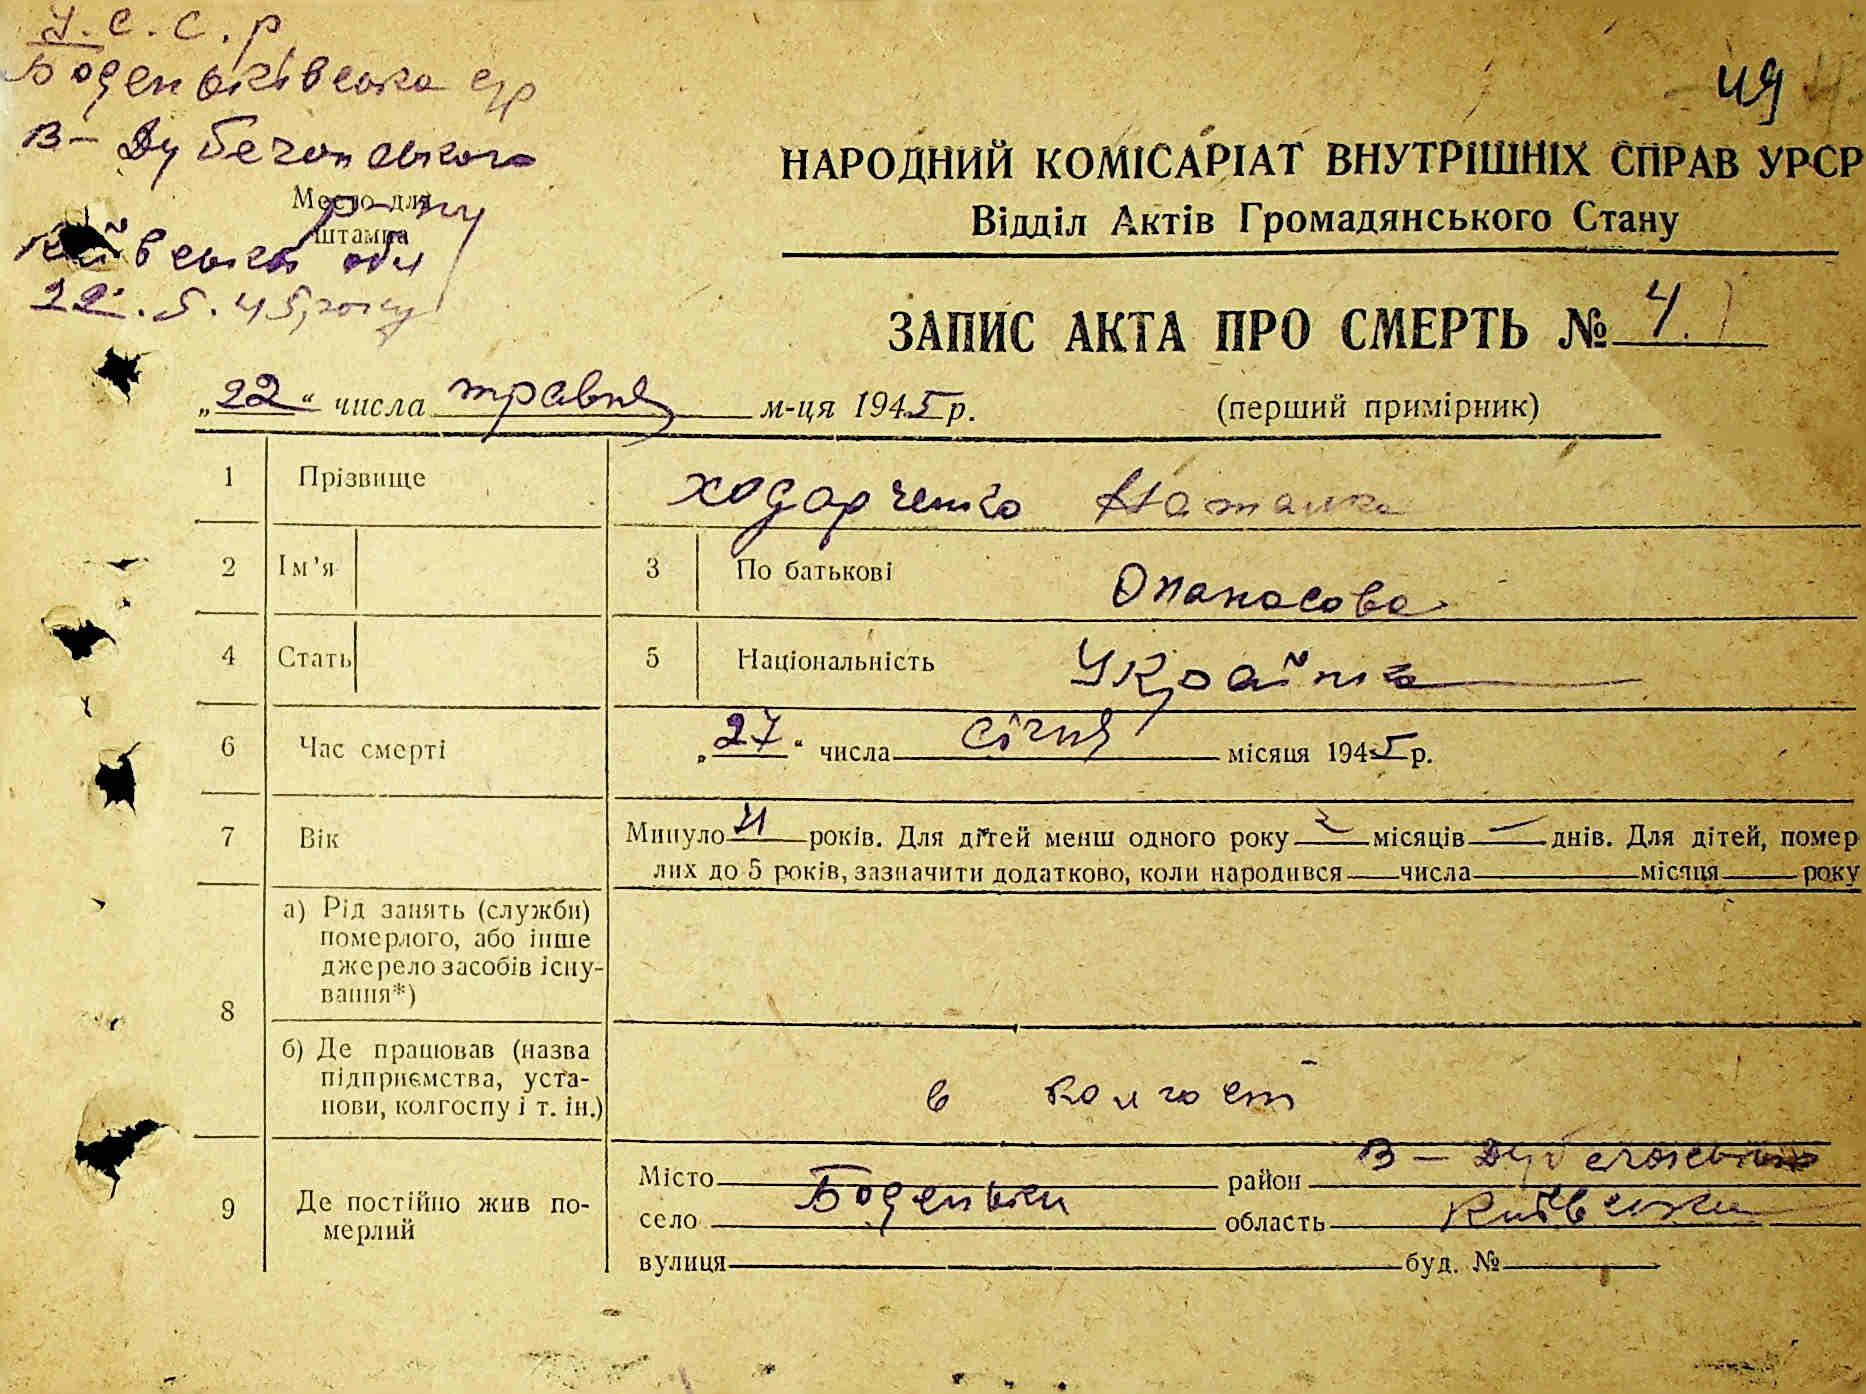 У.С.С.Р
Боденьківська с/р
В-Дубечанського
Место для
р-ну
штампа
Київської обл
22.5.45, року
49
НАРОДНИЙ КОМІСАРІАТ ВНУТРІШНІХ СПРАВ УРСР
Відділ Актів Громадянського Стану
ЗАПИС АКТА ПРО СМЕРТЬ № 4.
„22“ числа травня м-ця 1945 р. (перший примірник)
1 Прізвище Ходарченко Наталка
2 Ім'я 3 По батькові Опанасова
4 Стать 5 Національність Українка
6 Час смерті „27“ числа січня місяця 1945 р.
7 Вік Минуло років. Для дітей менш одного року місяців — днів. Для дітей, помер
лих до 5 років, зазначити додатково, коли народився числа місяця року
8 а) Рід занять (служби)
померлого, або інше
джерело засобів існу-
вання*)
б) Де працював (назва
підприємства, уста-
нови, колгоспу і т. ін.)
в колгосп
9 Де постійно жив по-
мерлий
Місто район В-Дубечанський
село Боденьки область Київська
вулиця буд. №